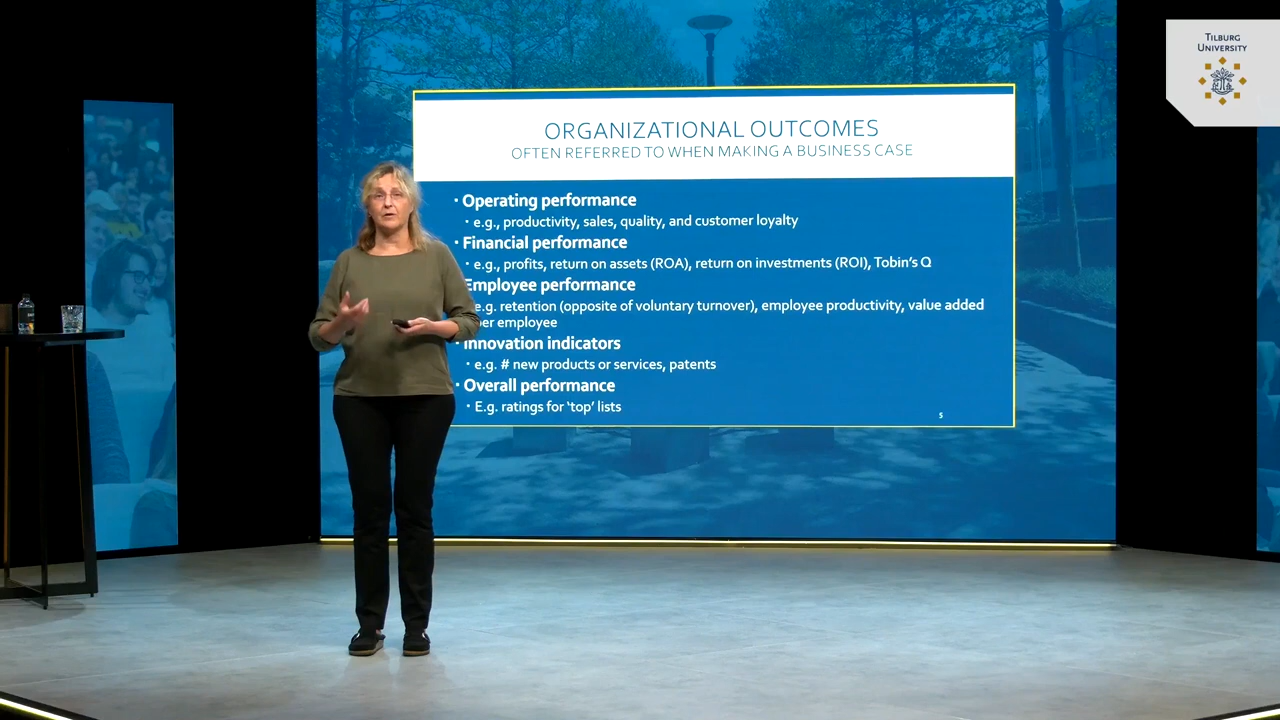 TILBURG
UNIVERSITY
ORGANIZATIONAL OUTCOMES
OFTEN REFERRED TO WHEN MAKING A BUSINESS CASE
· Operating performance
· e.g., productivity, sales, quality, and customer loyalty
· Financial performance
· e.g., profits, return on assets (ROA), return on investments (ROI), Tobin's Q
Employee performance
e.g. retention (opposite of voluntary turnover), employee productivity, value added
per employee
· Innovation indicators
· e.g. # new products or services, patents
· Overall performance
· E.g. ratings for 'top' lists
5